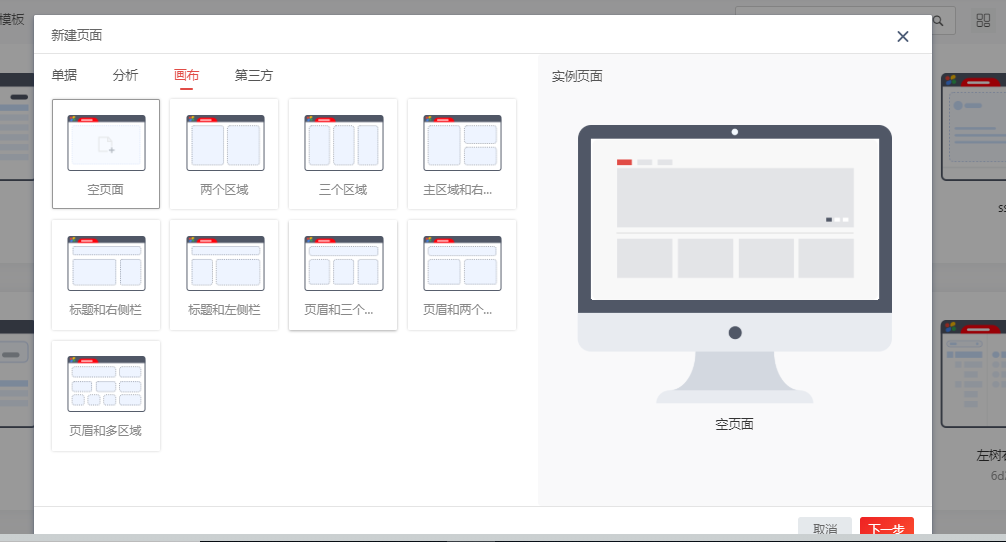 模板
新建页面
单据 分析 画布 第三方
实例页面
空页面 两个区域 三个区域 主区域和右...
标题和右侧栏 标题和左侧栏 页眉和三个... 页眉和两个...
页眉和多区域
空页面
取消 下一步
ss
左树右
6d